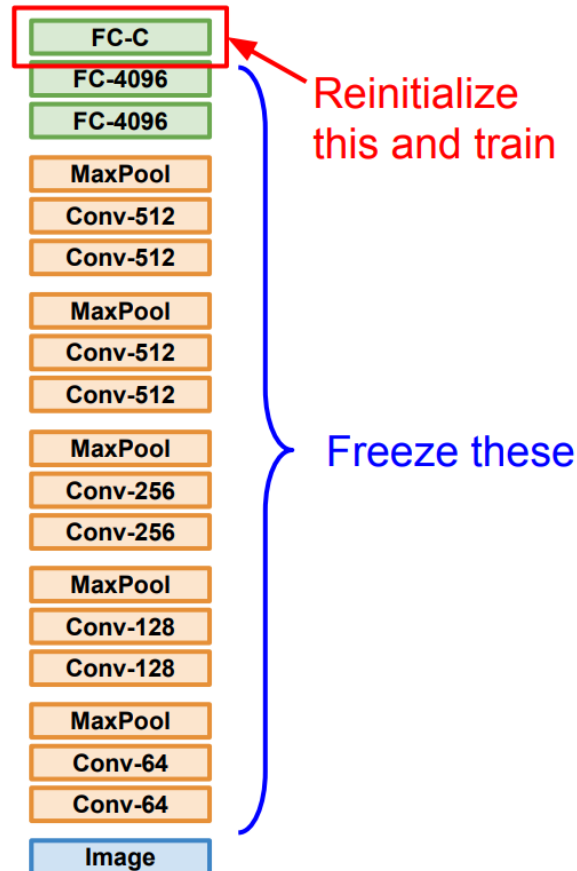 FC-C
FC-4096
FC-4096
MaxPool
Conv-512
Conv-512
MaxPool
Conv-512
Conv-512
MaxPool
Conv-256
Conv-256
MaxPool
Conv-128
Conv-128
MaxPool
Conv-64
Conv-64
Image
Reinitialize
this and train
Freeze these